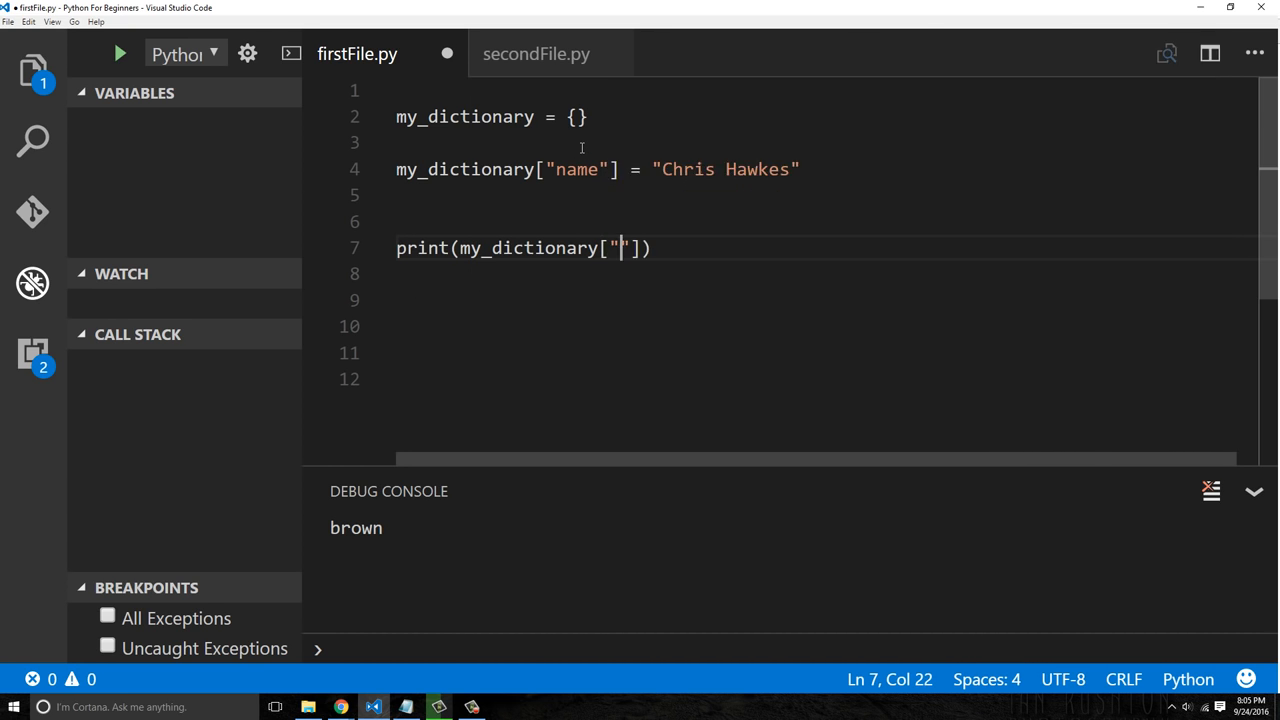 ● firstFile.py - Python For Beginners - Visual Studio Code
File Edit View Go Help
Pythor
firstFile.py
secondFile.py
1
VARIABLES
WATCH
CALL STACK
2
BREAKPOINTS
All Exceptions
Uncaught Exceptions
1
2 my_dictionary = {}
3
4 my_dictionary["name"] = "Chris Hawkes"
5
6
7 print(my_dictionary[""])
8
9
10
11
12
DEBUG CONSOLE
brown
0 0
Ln 7, Col 22 Spaces: 4 UTF-8 CRLF Python
I'm Cortana. Ask me anything.
8:05 PM
9/24/2016